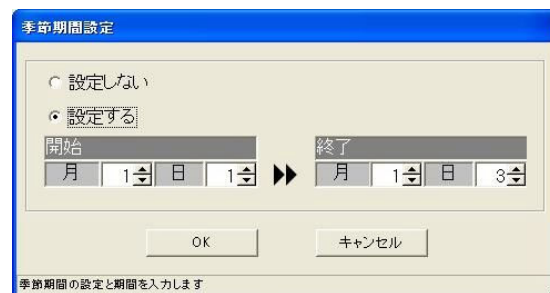 季節期間設定
設定しない
設定する
開始 終了
月 1 日 1 月 1 日 3
OK キャンセル
季節期間の設定と期間を入力します